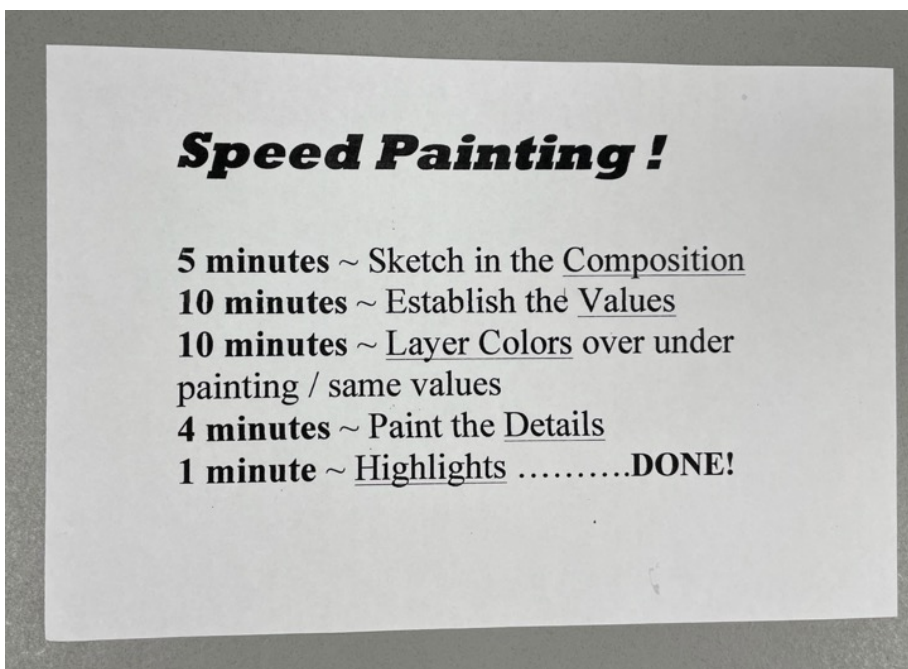 Speed Painting !
5 minutes ~ Sketch in the Composition
10 minutes ~ Establish the Values
10 minutes ~ Layer Colors over under
painting / same values
4 minutes ~ Paint the Details
1 minute ~ Highlights ..........DONE!